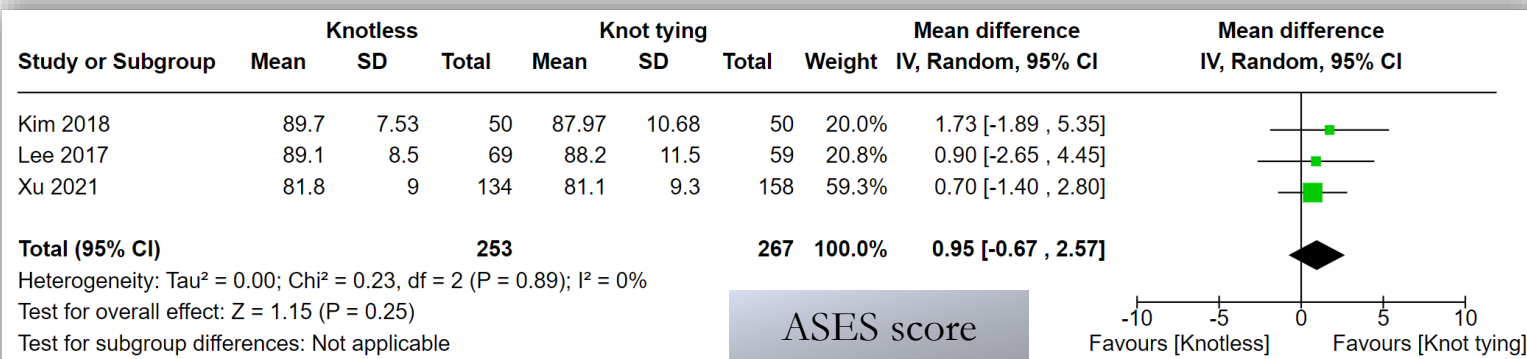 Knotless Knot tying Mean difference Mean difference
Study or Subgroup Mean SD Total Mean SD Total Weight IV, Random, 95% CI IV, Random, 95% CI
Kim 2018 89.7 7.53 50 87.97 10.68 50 20.0% 1.73 [-1.89 , 5.35]
Lee 2017 89.1 8.5 69 88.2 11.5 59 20.8% 0.90 [-2.65 , 4.45]
Xu 2021 81.8 9 134 81.1 9.3 158 59.3% 0.70 [-1.40 , 2.80]
Total (95% CI) 253 267 100.0% 0.95 [-0.67 , 2.57]
Heterogeneity: Tau² = 0.00; Chi² = 0.23, df = 2 (P = 0.89); I² = 0%
Test for overall effect: Z = 1.15 (P = 0.25)
Test for subgroup differences: Not applicable
ASES score
-10 -5 0 5 10
Favours [Knotless] Favours [Knot tying]